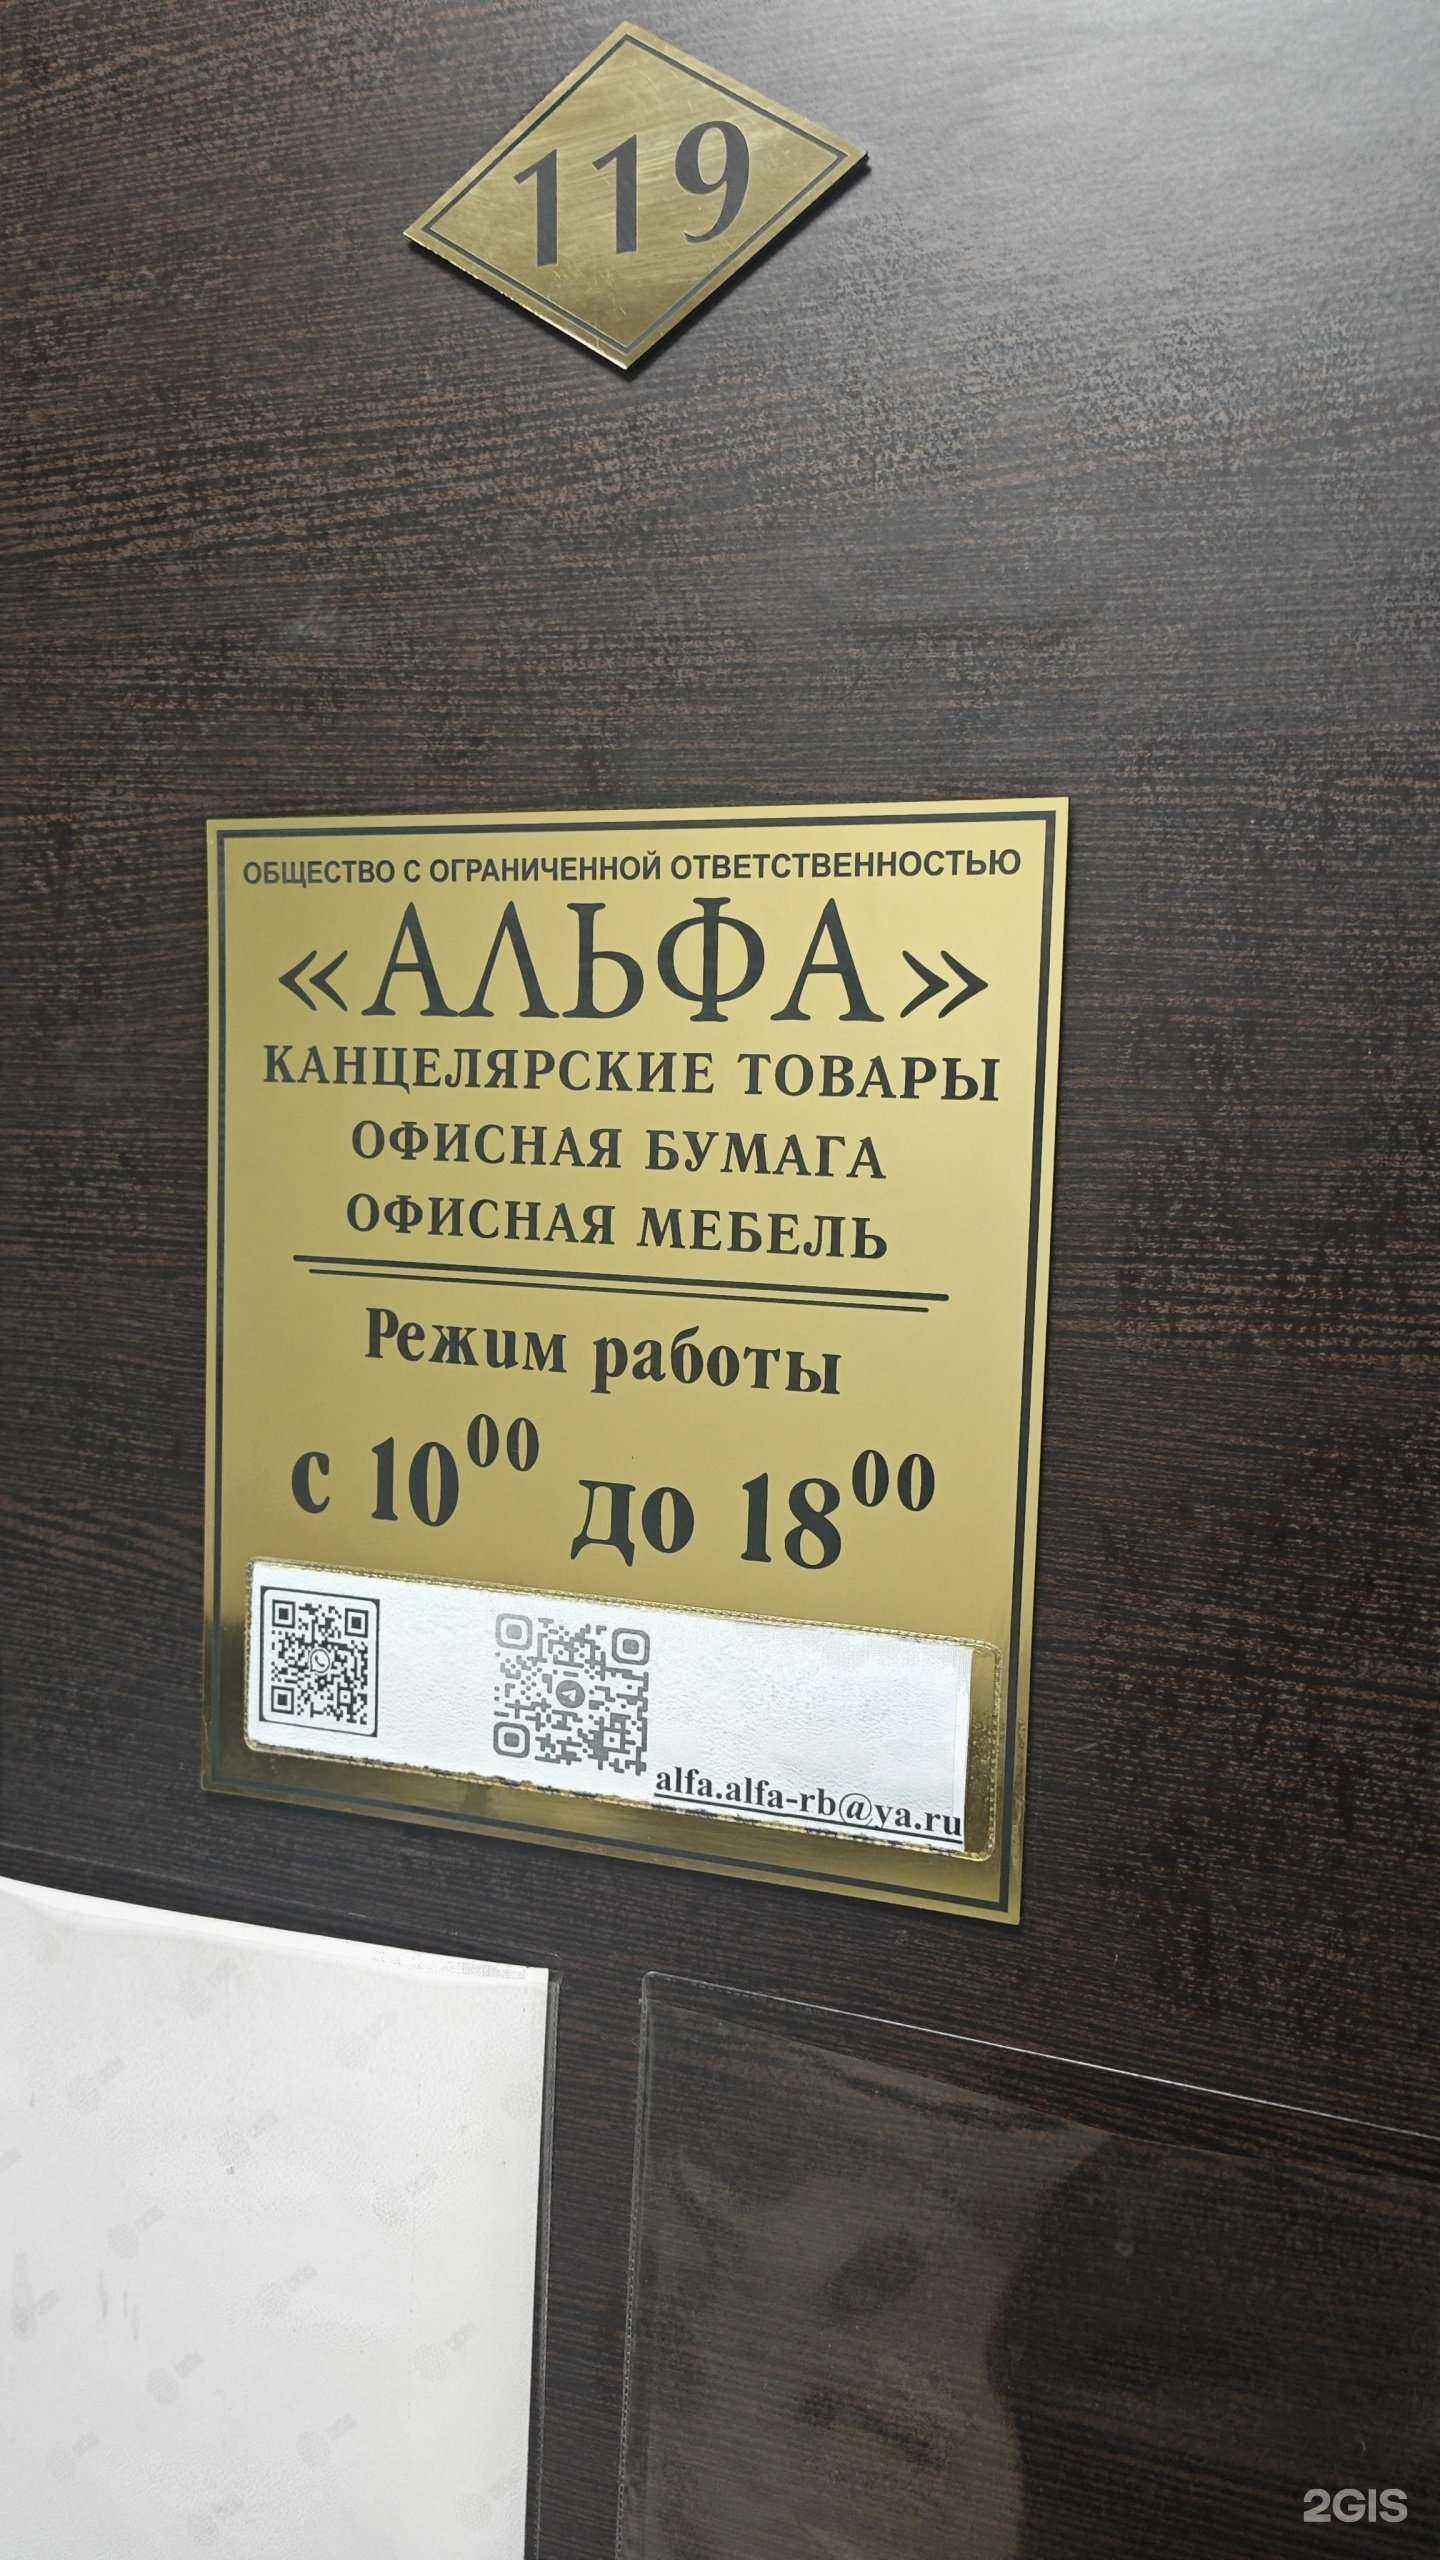 119
ОБЩЕСТВО С ОГРАНИЧЕННОЙ ОТВЕТСТВЕННОСТЬЮ
«АЛЬФА»
КАНЦЕЛЯРСКИЕ ТОВАРЫ
ОФИСНАЯ БУМАГА
ОФИСНАЯ МЕБЕЛЬ
Режим работы
с 10⁰⁰ до 18⁰⁰
alfa.alfa-rb@ya.ru
2GIS